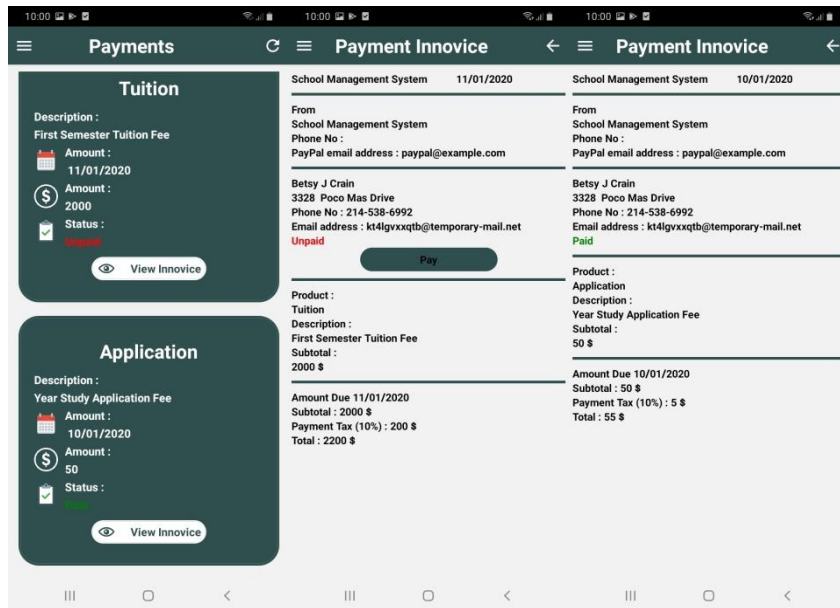 10:00
Payments
Tuition
Description :
First Semester Tuition Fee
Amount :
11/01/2020
Amount :
2000
Status :
Unpaid
View Innovice
Application
Description :
Year Study Application Fee
Amount :
10/01/2020
Amount :
50
Status :
Paid
View Innovice
10:00
Payment Innovice
School Management System 11/01/2020
From
School Management System
Phone No :
PayPal email address : paypal@example.com
Betsy J Crain
3328 Poco Mas Drive
Phone No : 214-538-6992
Email address : kt4lgvxxqtb@temporary-mail.net
Unpaid
Pay
Product :
Tuition
Description :
First Semester Tuition Fee
Subtotal :
2000 $
Amount Due 11/01/2020
Subtotal : 2000 $
Payment Tax (10%) : 200 $
Total : 2200 $
10:00
Payment Innovice
School Management System 10/01/2020
From
School Management System
Phone No :
PayPal email address : paypal@example.com
Betsy J Crain
3328 Poco Mas Drive
Phone No : 214-538-6992
Email address : kt4lgvxxqtb@temporary-mail.net
Paid
Product :
Application
Description :
Year Study Application Fee
Subtotal :
50 $
Amount Due 10/01/2020
Subtotal : 50 $
Payment Tax (10%) : 5 $
Total : 55 $